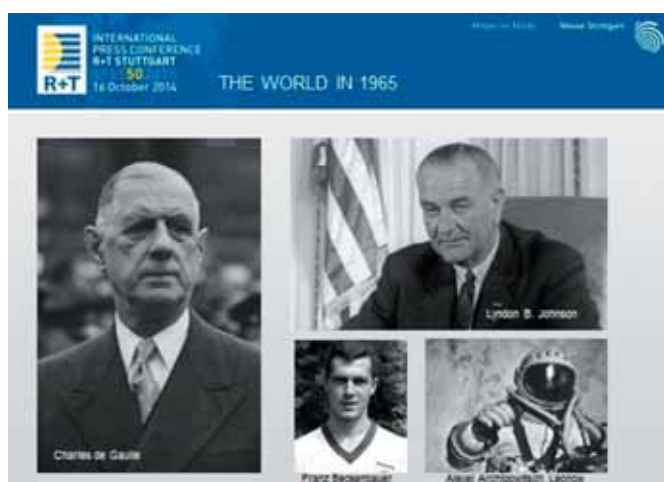 INTERNATIONAL
PRESS CONFERENCE
R+T STUTTGART
50
16 October 2014
R+T
Messe Stuttgart
THE WORLD IN 1965
Lyndon B. Johnson
Charles de Gaulle
Franz Beckenbauer